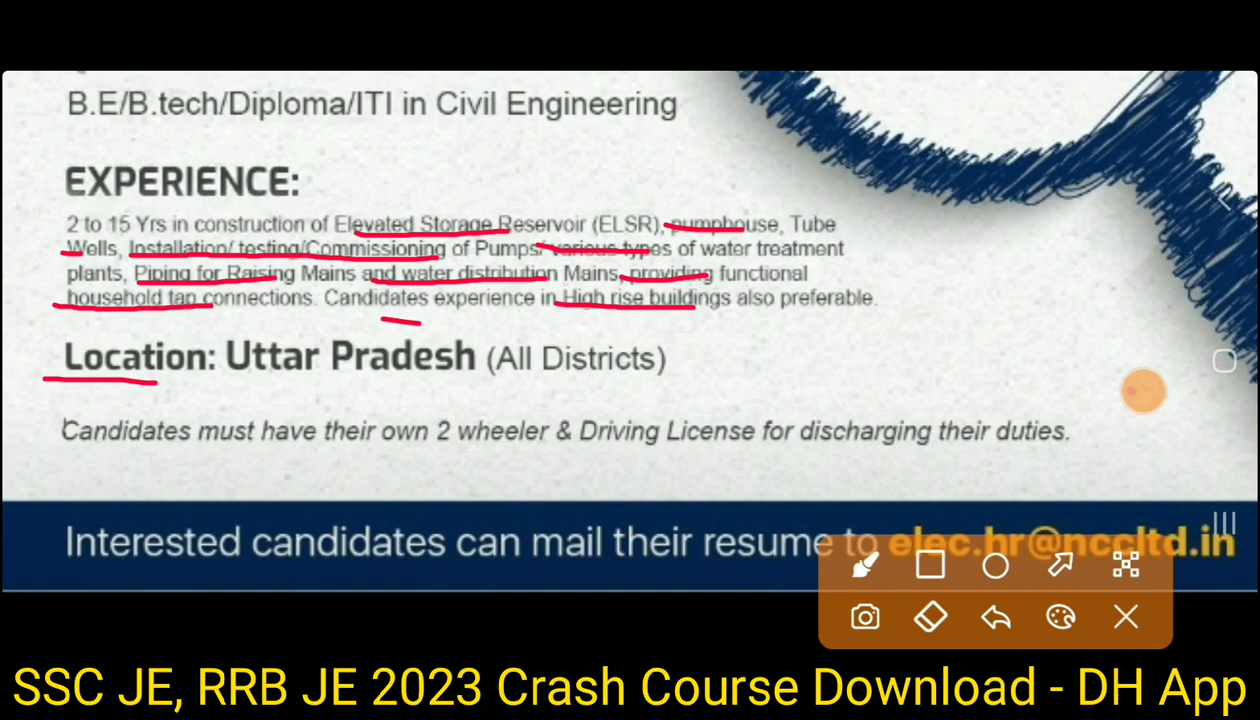 B.E/B.tech/Diploma/ITI in Civil Engineering
EXPERIENCE:
2 to 15 Yrs in construction of Elevated Storage Reservoir (ELSR), pumphouse, Tube
Wells, Installation/ testing/Commissioning of Pumps/ various types of water treatment
plants, Piping for Raising Mains and water distribution Mains, providing functional
household tap connections. Candidates experience in High rise buildings also preferable.
Location: Uttar Pradesh (All Districts)
Candidates must have their own 2 wheeler & Driving License for discharging their duties.
Interested candidates can mail their resume to elec.hr@nccltd.in
SSC JE, RRB JE 2023 Crash Course Download - DH App